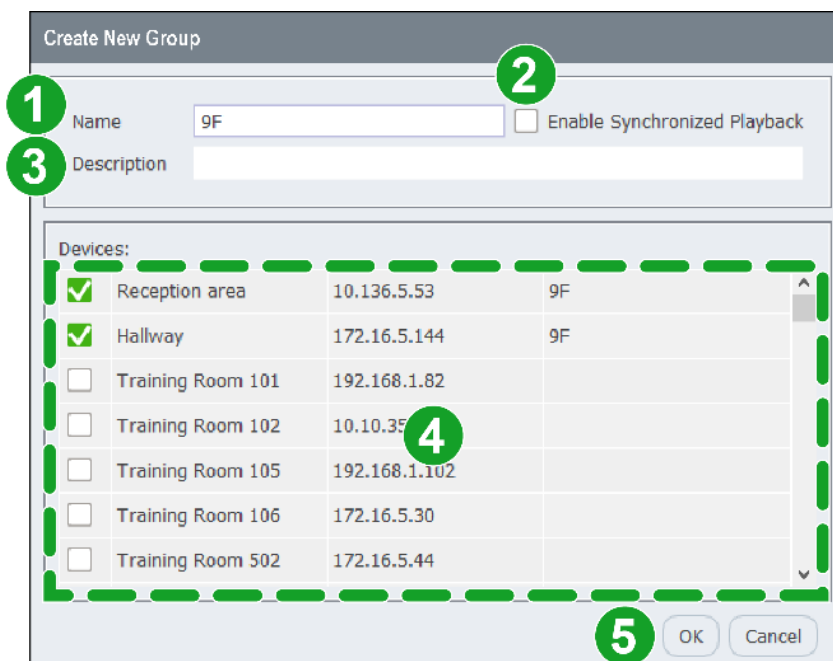 Create New Group
2
1 Name 9F Enable Synchronized Playback
3 Description
Devices:
Reception area 10.136.5.53 9F
Hallway 172.16.5.144 9F
Training Room 101 192.168.1.82
Training Room 102 10.10.35
4
Training Room 105 192.168.1.102
Training Room 106 172.16.5.30
Training Room 502 172.16.5.44
5 OK Cancel